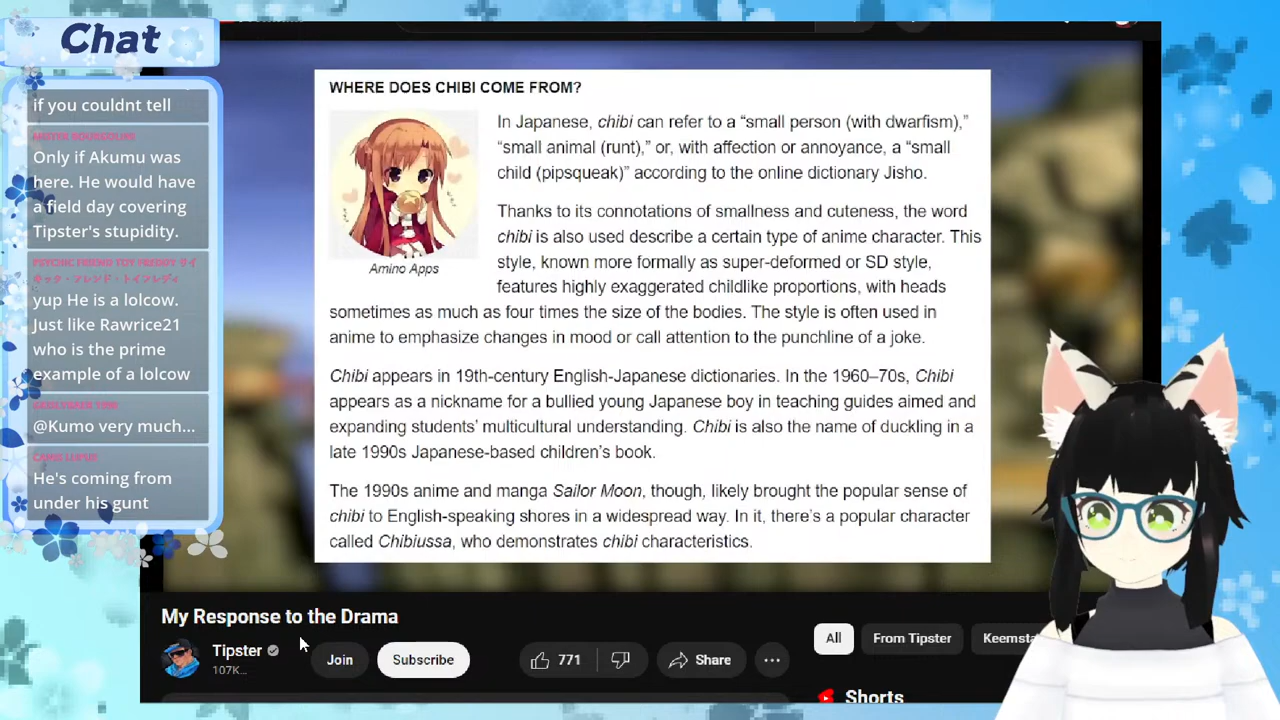 Chat
if you couldnt tell
Only if Akumu was
here. He would have
a field day covering
Tipster's stupidity.
yup He is a lolcow.
Just like Rawrice21
who is the prime
example of a lolcow
@Kumo very much...
He's coming from
under his gunt
WHERE DOES CHIBI COME FROM?
Amino Apps
In Japanese, chibi can refer to a “small person (with dwarfism),”
“small animal (runt),” or, with affection or annoyance, a “small
child (pipsqueak)” according to the online dictionary Jisho.
Thanks to its connotations of smallness and cuteness, the word
chibi is also used describe a certain type of anime character. This
style, known more formally as super-deformed or SD style,
features highly exaggerated childlike proportions, with heads
sometimes as much as four times the size of the bodies. The style is often used in
anime to emphasize changes in mood or call attention to the punchline of a joke.
Chibi appears in 19th-century English-Japanese dictionaries. In the 1960–70s, Chibi
appears as a nickname for a bullied young Japanese boy in teaching guides aimed and
expanding students’ multicultural understanding. Chibi is also the name of duckling in a
late 1990s Japanese-based children’s book.
The 1990s anime and manga Sailor Moon, though, likely brought the popular sense of
chibi to English-speaking shores in a widespread way. In it, there’s a popular character
called Chibiussa, who demonstrates chibi characteristics.
My Response to the Drama
Tipster
107K...
Join
Subscribe
771
Share
All
From Tipster
Keemsta
Shorts